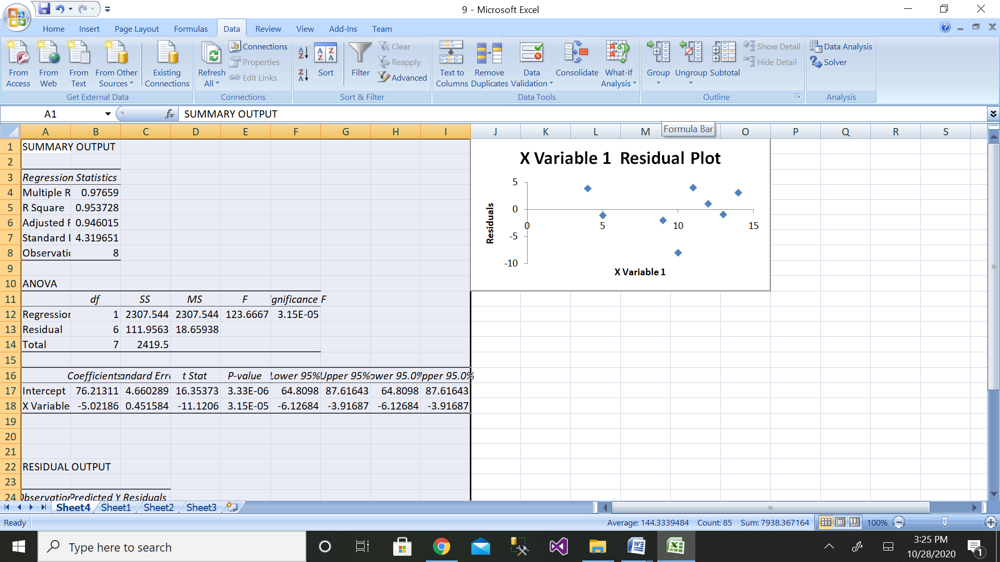 9 - Microsoft Excel
Home Insert Page Layout Formulas Data Review View Add-Ins Team
From Access From Web From Text From Other Sources Existing Connections
Get External Data
Refresh All Connections Properties Edit Links
Connections
A Z Z A Sort Filter Clear Reapply Advanced
Sort & Filter
Text to Columns Remove Duplicates Data Validation Consolidate What-If Analysis
Data Tools
Group Ungroup Subtotal Show Detail Hide Detail
Outline
Data Analysis Solver
Analysis
A1 fx SUMMARY OUTPUT
Formula Bar
A B C D E F G H I J K L M O P Q R S
1 SUMMARY OUTPUT
2
3 Regression Statistics
4 Multiple R 0.97659
5 R Square 0.953728
6 Adjusted F 0.946015
7 Standard E 4.319651
8 Observatic 8
9
10 ANOVA
11 df SS MS F gnificance F
12 Regression 1 2307.544 2307.544 123.6667 3.15E-05
13 Residual 6 111.9563 18.65938
14 Total 7 2419.5
15
16 Coefficients andard Erro t Stat P-value Lower 95% Upper 95% ower 95.0% pper 95.0%
17 Intercept 76.21311 4.660289 16.35373 3.33E-06 64.8098 87.61643 64.8098 87.61643
18 X Variable -5.02186 0.451584 -11.1206 3.15E-05 -6.12684 -3.91687 -6.12684 -3.91687
19
20
21
22 RESIDUAL OUTPUT
23
24 Observation Predicted Y Residuals
X Variable 1 Residual Plot
Residuals
5
0
-5
-10
0 5 10 15
X Variable 1
Sheet4 Sheet1 Sheet2 Sheet3
Ready Average: 144.3339484 Count: 85 Sum: 7938.367164 100%
Type here to search
3:25 PM
10/28/2020
1